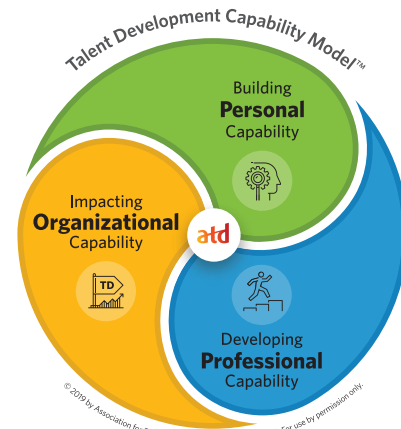 Talent Development Capability Model™
Building
Personal
Capability
Impacting
Organizational
Capability
TD
atd
Developing
Professional
Capability
© 2019 by Association for
For use by permission only.